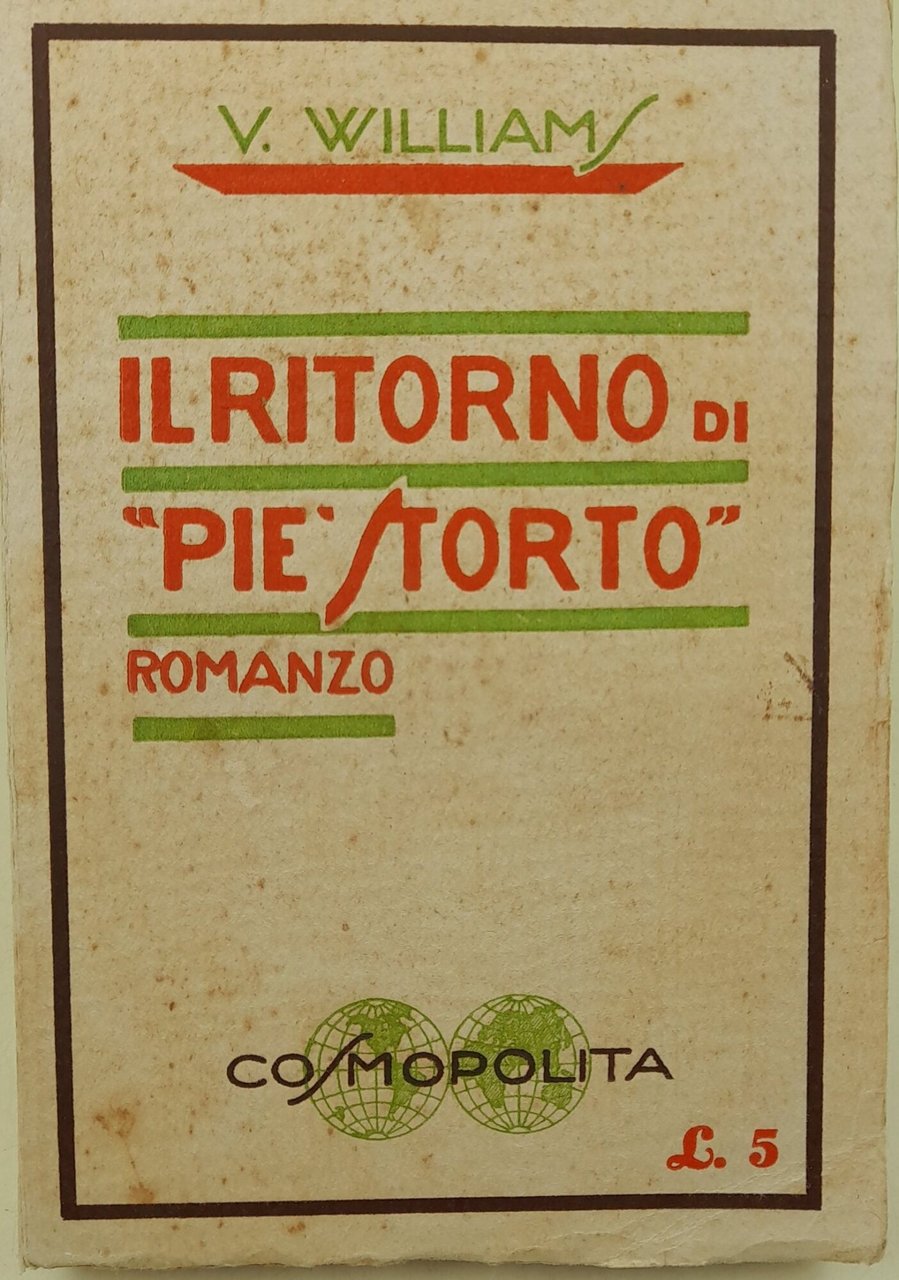 V. WILLIAMS
IL RITORNO DI
"PIE` STORTO"
ROMANZO
COSMOPOLITA
L. 5